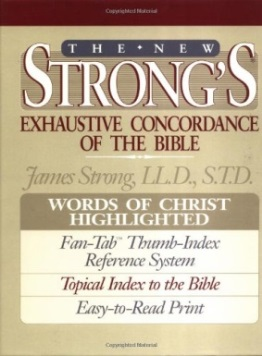 THE • NEW
STRONG'S®
EXHAUSTIVE CONCORDANCE
OF THE BIBLE
James Strong, LL.D., S.T.D.
WORDS OF CHRIST
HIGHLIGHTED
Fan-Tab™ Thumb-Index
Reference System
Topical Index to the Bible
Easy-to-Read Print